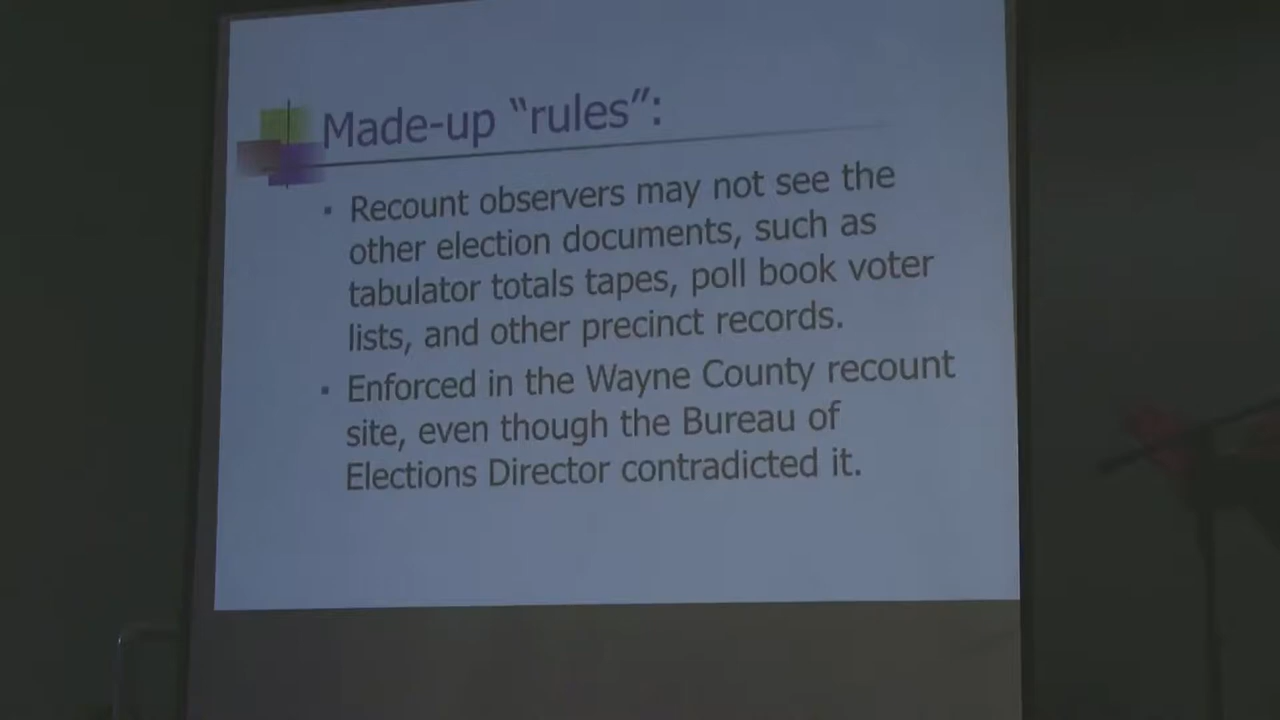 Made-up “rules”:
▪ Recount observers may not see the
other election documents, such as
tabulator totals tapes, poll book voter
lists, and other precinct records.
▪ Enforced in the Wayne County recount
site, even though the Bureau of
Elections Director contradicted it.